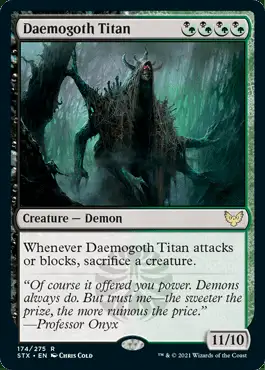 Daemogoth Titan
Creature — Demon
Whenever Daemogoth Titan attacks
or blocks, sacrifice a creature.
“Of course it offered you power. Demons
always do. But trust me—the sweeter the
prize, the more ruinous the price.”
—Professor Onyx
11/10
174/275 R
STX • EN Chris Cold
™ & © 2021 Wizards of the Coast